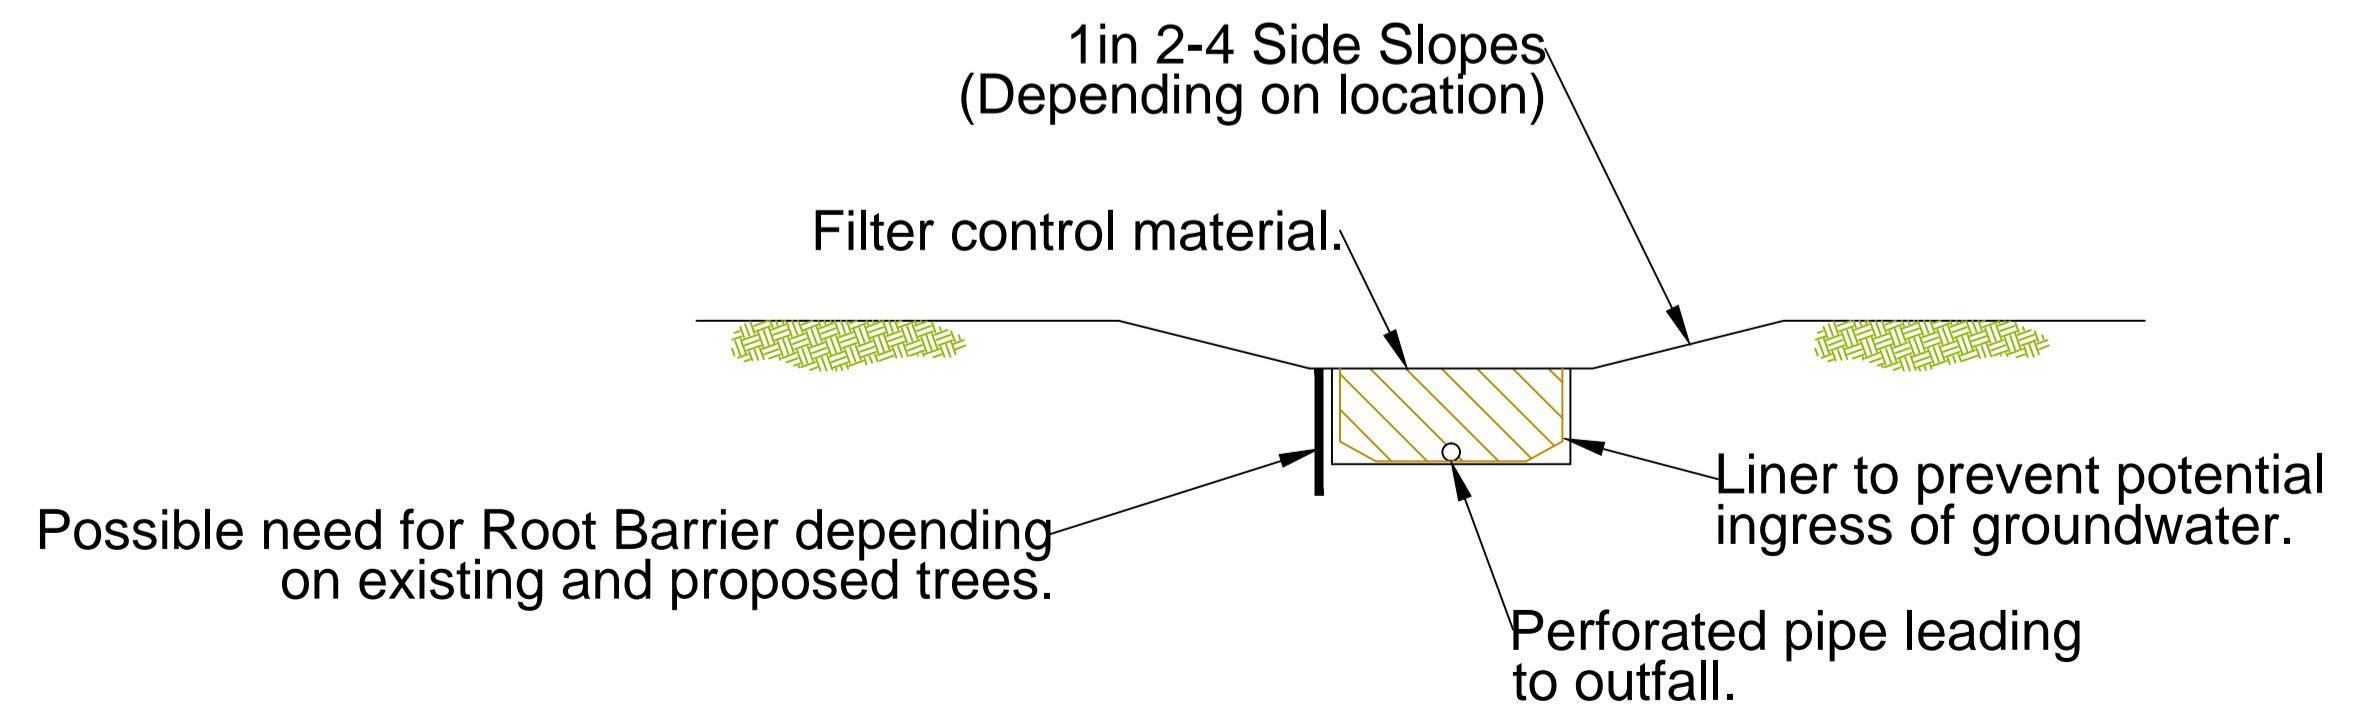 1in 2-4 Side Slopes
(Depending on location)
Filter control material.
Liner to prevent potential
ingress of groundwater.
Possible need for Root Barrier depending
on existing and proposed trees.
Perforated pipe leading
to outfall.